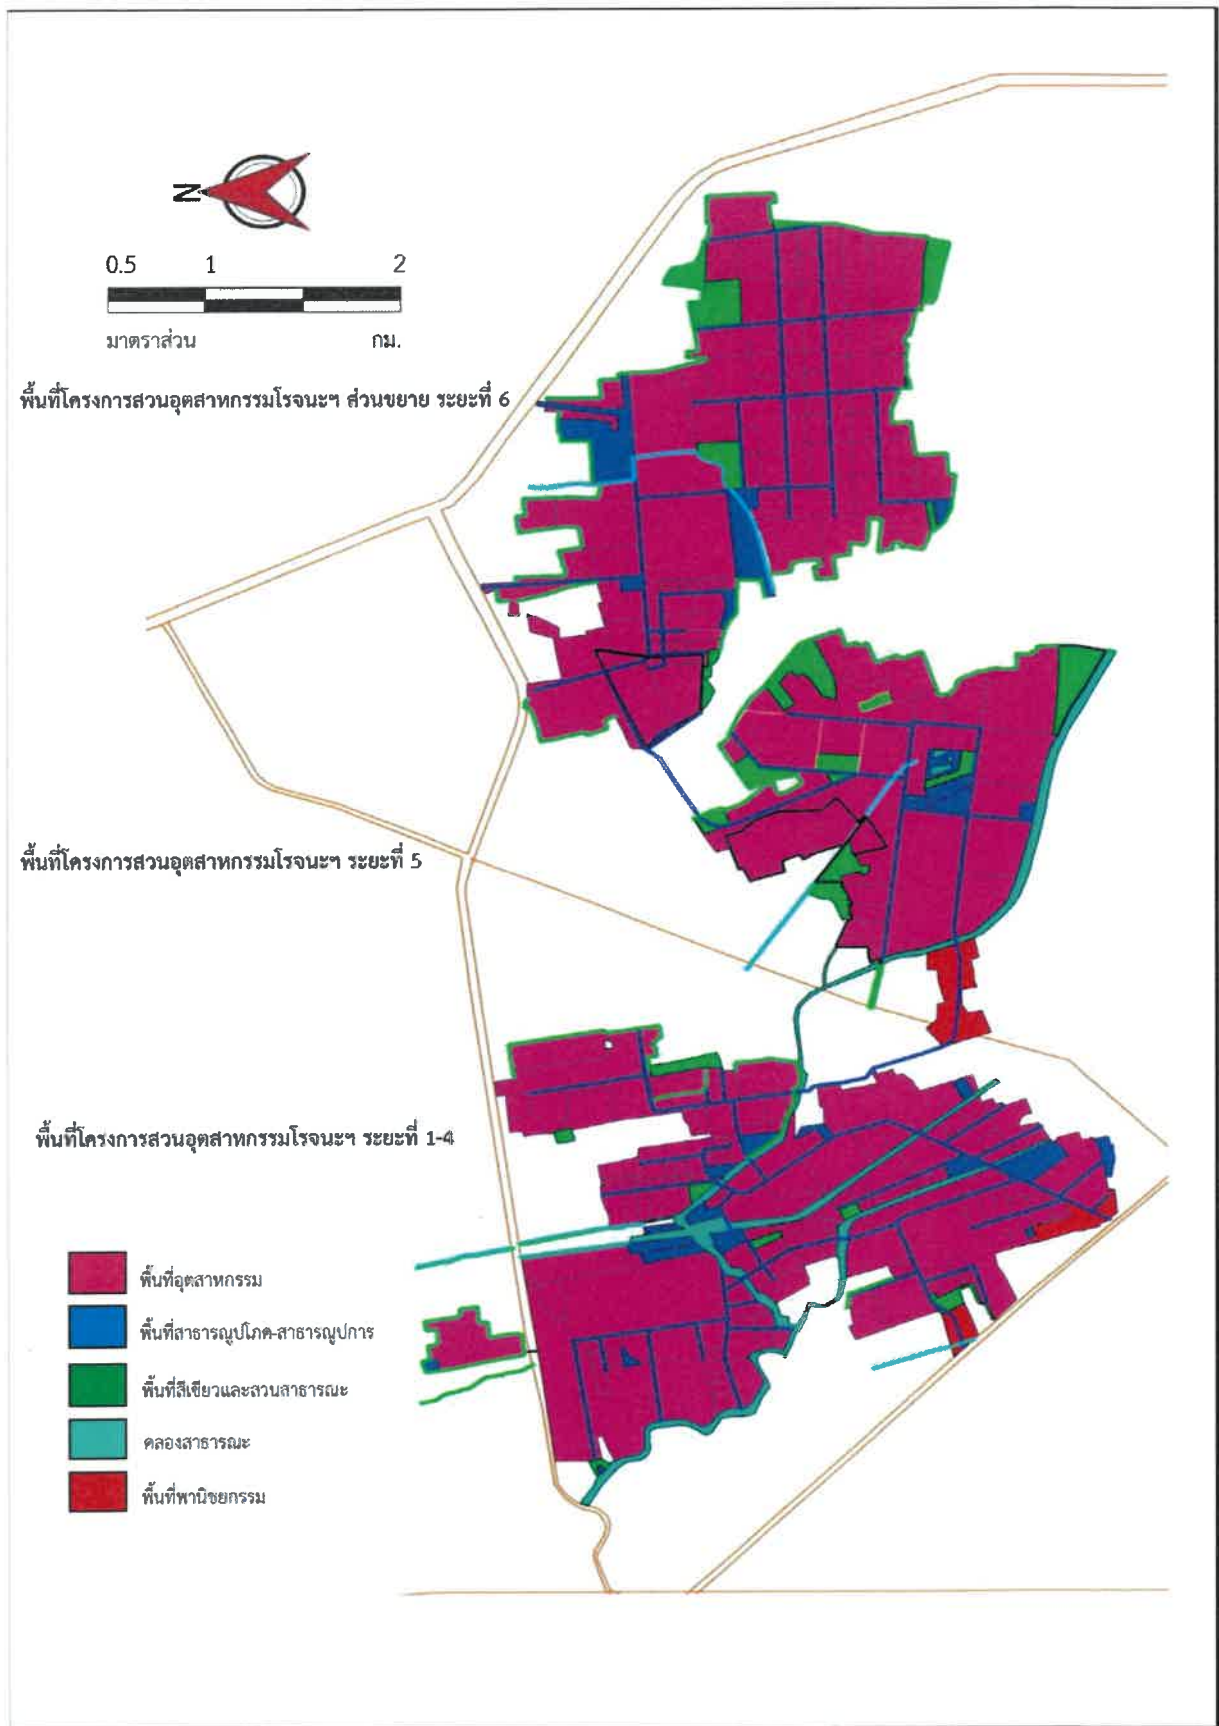 N
0.5 1 2
มาตราส่วน กม.
พื้นที่โครงการสวนอุตสาหกรรมโรจนะฯ ส่วนขยาย ระยะที่ 6
พื้นที่โครงการสวนอุตสาหกรรมโรจนะฯ ระยะที่ 5
พื้นที่โครงการสวนอุตสาหกรรมโรจนะฯ ระยะที่ 1-4
พื้นที่อุตสาหกรรม
พื้นที่สาธารณูปโภค-สาธารณูปการ
พื้นที่สีเขียวและสวนสาธารณะ
คลองสาธารณะ
พื้นที่พานิชยกรรม